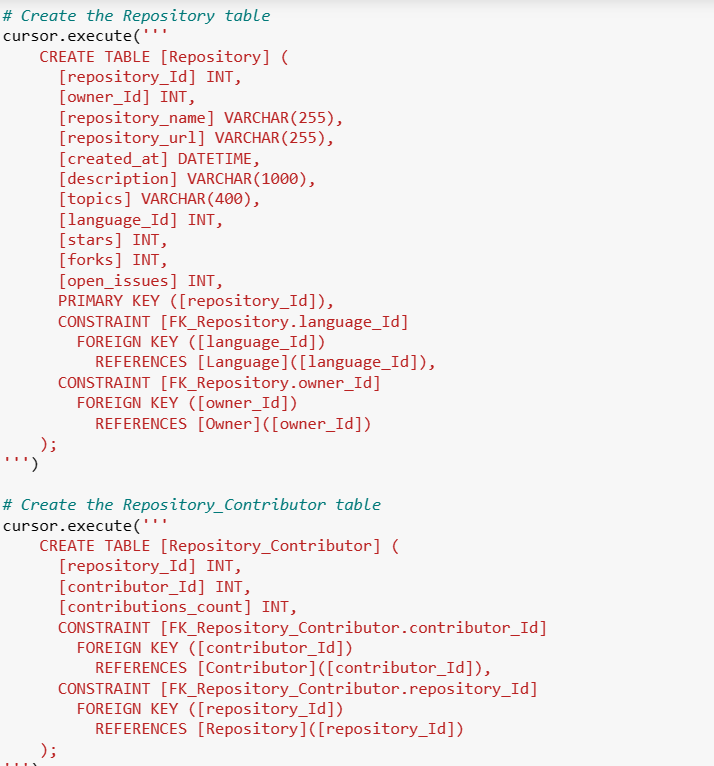 # Create the Repository table
cursor.execute('''
    CREATE TABLE [Repository] (
      [repository_Id] INT,
      [owner_Id] INT,
      [repository_name] VARCHAR(255),
      [repository_url] VARCHAR(255),
      [created_at] DATETIME,
      [description] VARCHAR(1000),
      [topics] VARCHAR(400),
      [language_Id] INT,
      [stars] INT,
      [forks] INT,
      [open_issues] INT,
      PRIMARY KEY ([repository_Id]),
      CONSTRAINT [FK_Repository.language_Id]
        FOREIGN KEY ([language_Id])
          REFERENCES [Language]([language_Id]),
      CONSTRAINT [FK_Repository.owner_Id]
        FOREIGN KEY ([owner_Id])
          REFERENCES [Owner]([owner_Id])
    );
''')

# Create the Repository_Contributor table
cursor.execute('''
    CREATE TABLE [Repository_Contributor] (
      [repository_Id] INT,
      [contributor_Id] INT,
      [contributions_count] INT,
      CONSTRAINT [FK_Repository_Contributor.contributor_Id]
        FOREIGN KEY ([contributor_Id])
          REFERENCES [Contributor]([contributor_Id]),
      CONSTRAINT [FK_Repository_Contributor.repository_Id]
        FOREIGN KEY ([repository_Id])
          REFERENCES [Repository]([repository_Id])
    );
''')